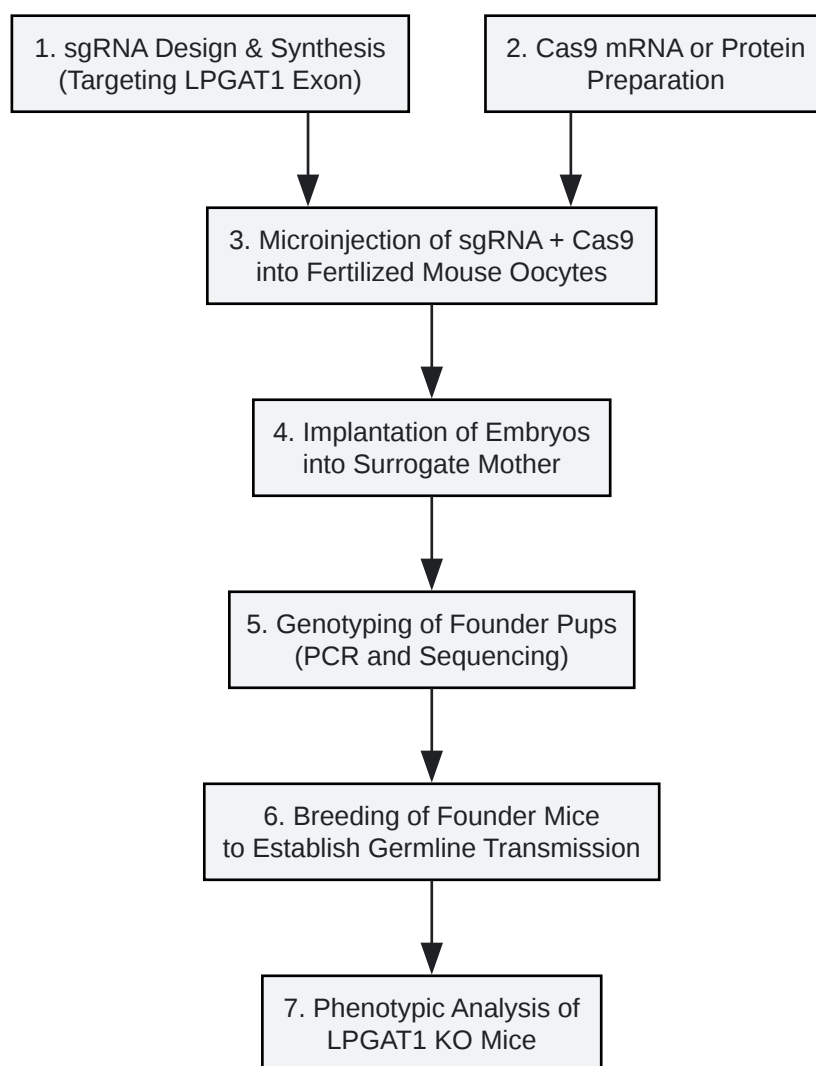 1. sgRNA Design & Synthesis
(Targeting LPGAT1 Exon)
2. Cas9 mRNA or Protein
Preparation
3. Microinjection of sgRNA + Cas9
into Fertilized Mouse Oocytes
4. Implantation of Embryos
into Surrogate Mother
5. Genotyping of Founder Pups
(PCR and Sequencing)
6. Breeding of Founder Mice
to Establish Germline Transmission
7. Phenotypic Analysis of
LPGAT1 KO Mice